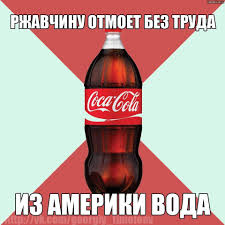 РЖАВЧИНУ ОТМОЕТ БЕЗ ТРУДА
Coca-Cola
ИЗ АМЕРИКИ ВОДА